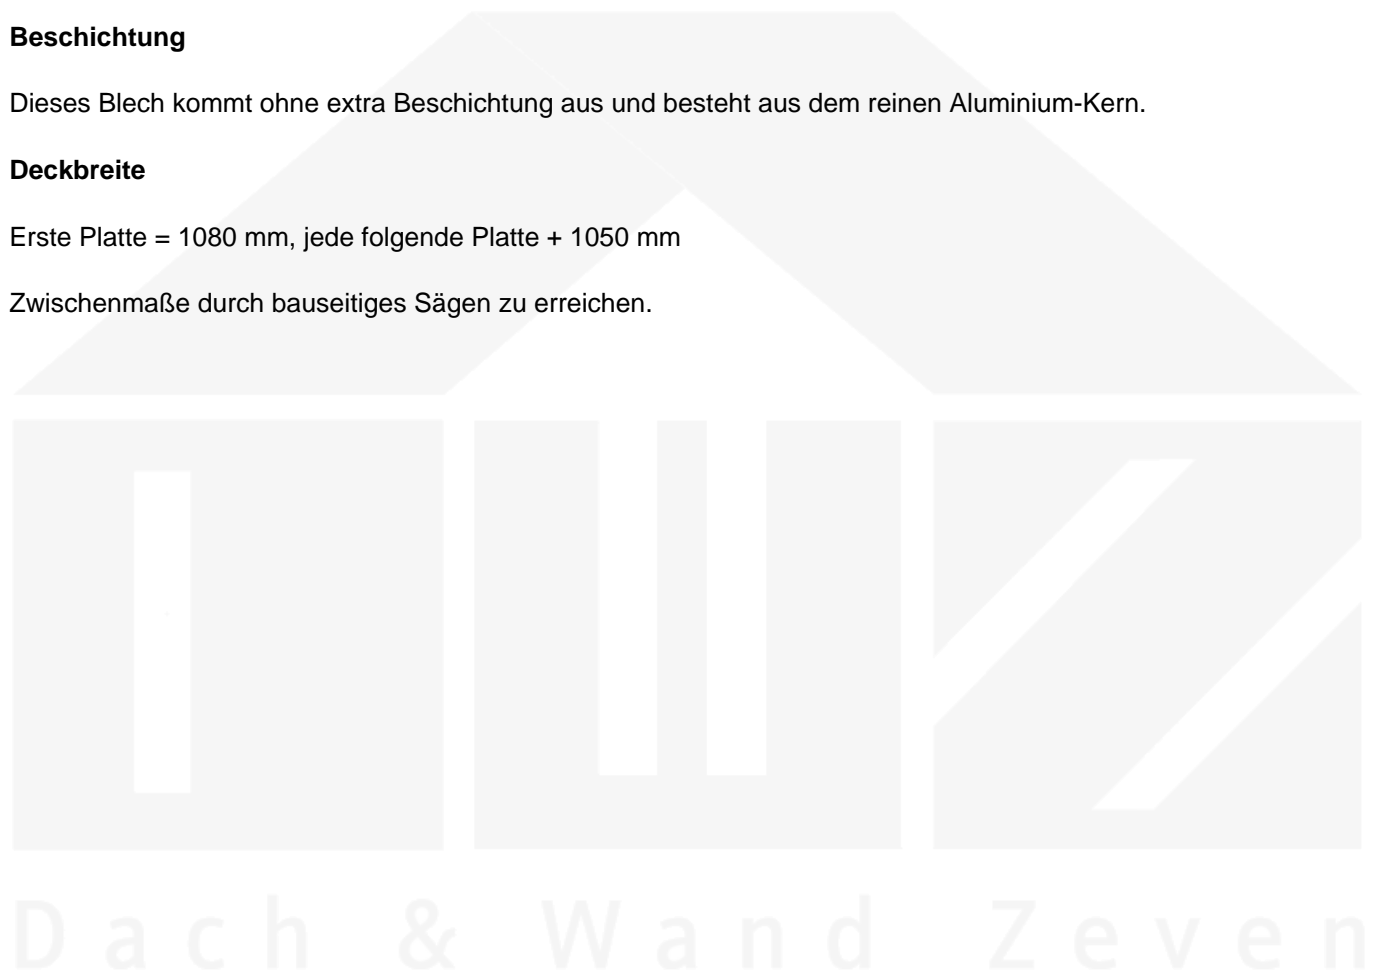 Beschichtung
Dieses Blech kommt ohne extra Beschichtung aus und besteht aus dem reinen Aluminium-Kern.
Deckbreite
Erste Platte = 1080 mm, jede folgende Platte + 1050 mm
Zwischenmaße durch bauseitiges Sägen zu erreichen.
Dach & Wand Zeven